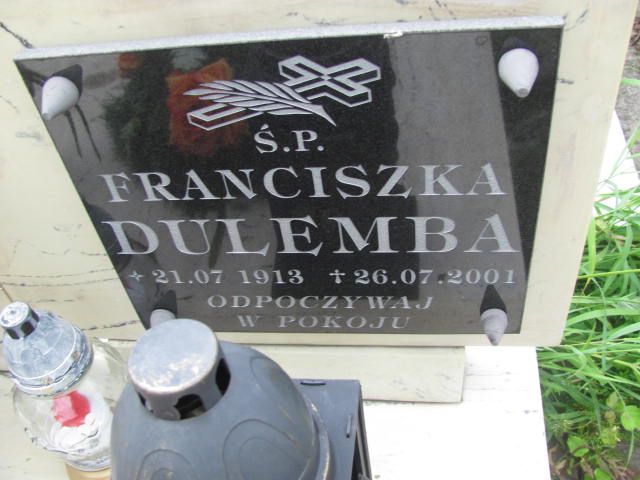 Ś.P.
FRANCISZKA
DULEMBA
✦ 21.07 1913 ✝ 26.07.2001
ODPOCZYWAJ
W POKOJU